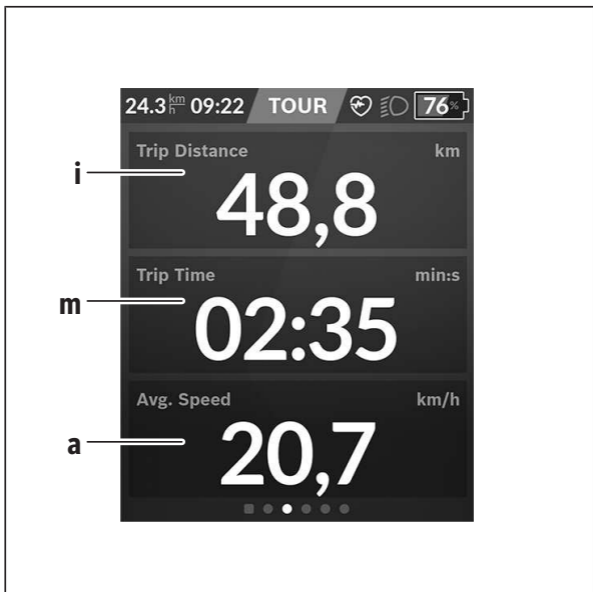 24.3 km/h 09:22 TOUR 76%
Trip Distance km
i
48,8
Trip Time min:s
m
02:35
Avg. Speed km/h
a
20,7